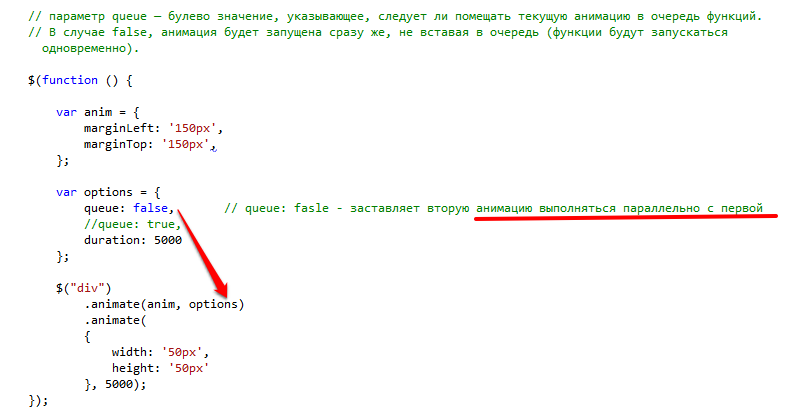 // параметр queue – булево значение, указывающее, следует ли помещать текущую анимацию в очередь функций.
// В случае false, анимация будет запущена сразу же, не вставая в очередь (функции будут запускаться
одновременно).
$(function () {
var anim = {
marginLeft: '150px',
marginTop: '150px',
};
var options = {
queue: false, // queue: fasle - заставляет вторую анимацию выполняться параллельно с первой
//queue: true,
duration: 5000
};
$("div")
.animate(anim, options)
.animate(
{
width: '50px',
height: '50px'
}, 5000);
});